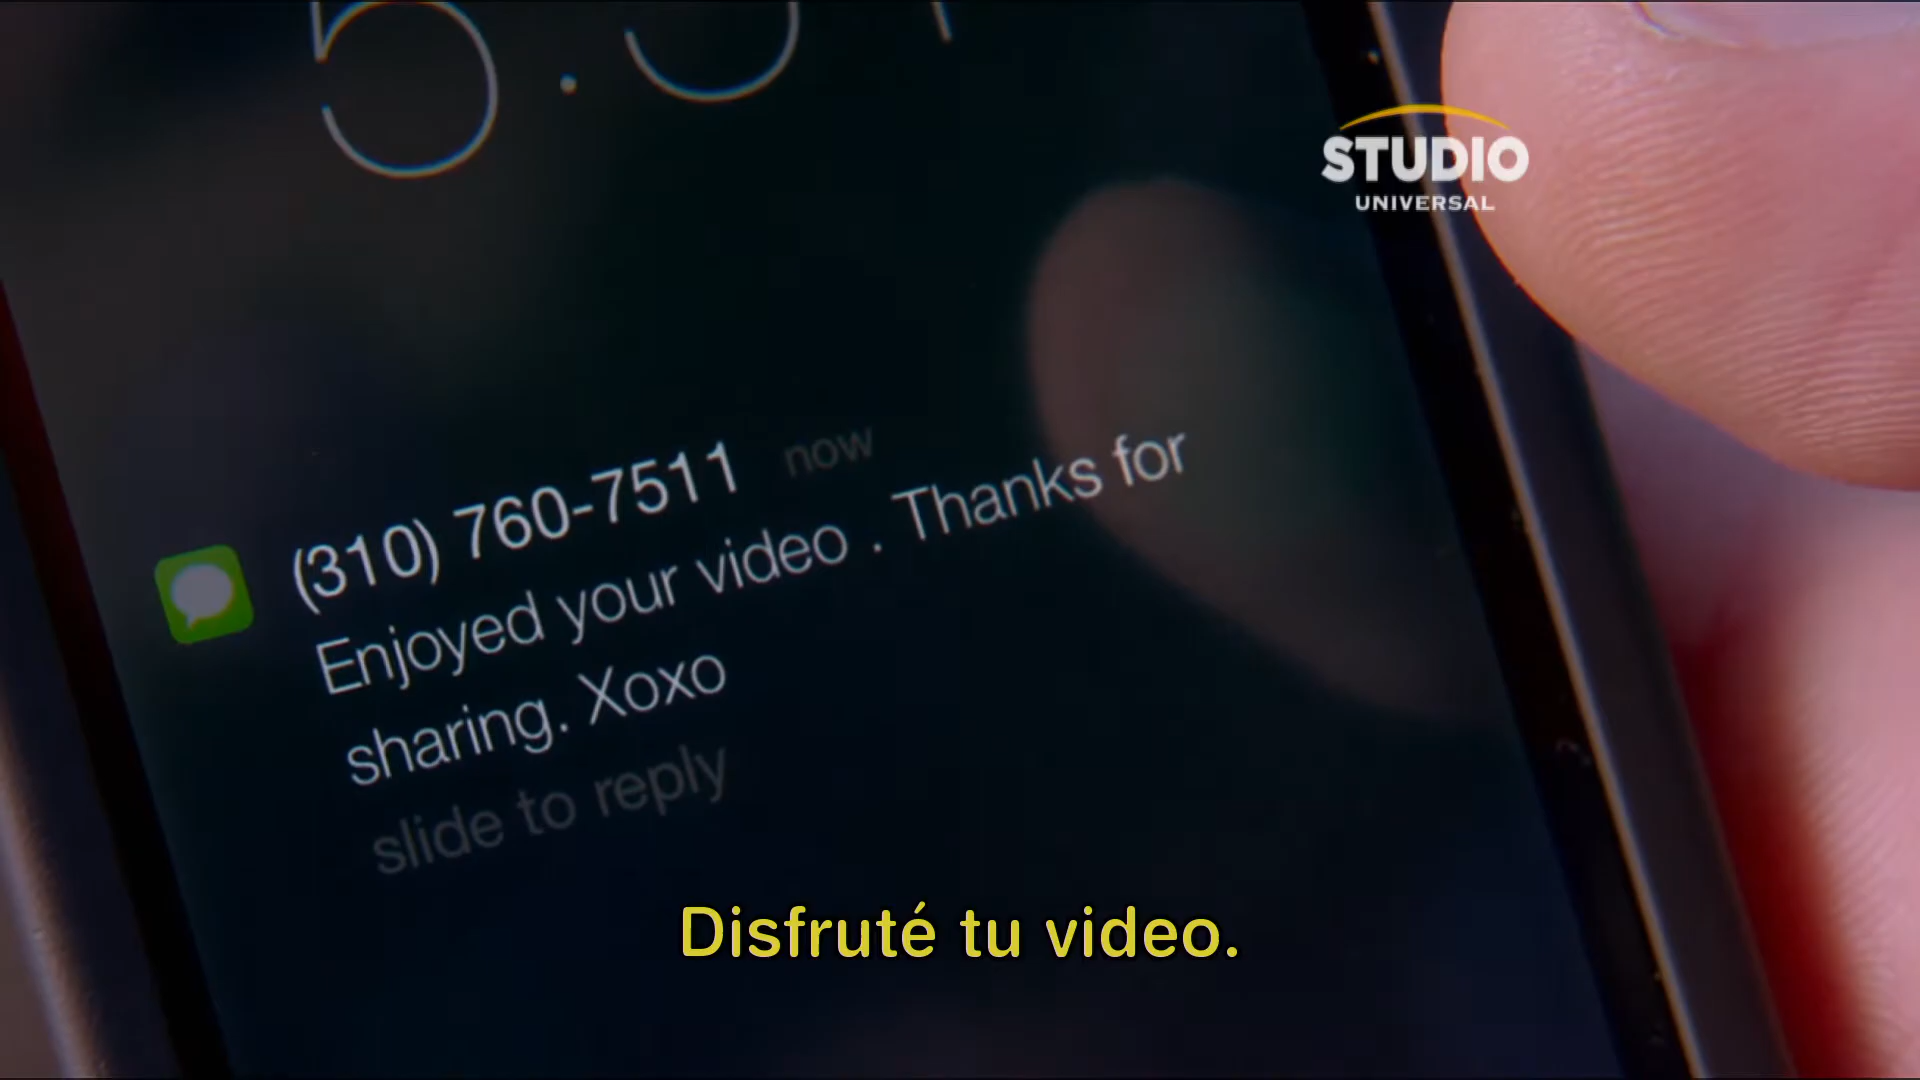 STUDIO
UNIVERSAL
(310) 760-7511 now
Enjoyed your video . Thanks for
sharing. Xoxo
slide to reply
Disfruté tu video.